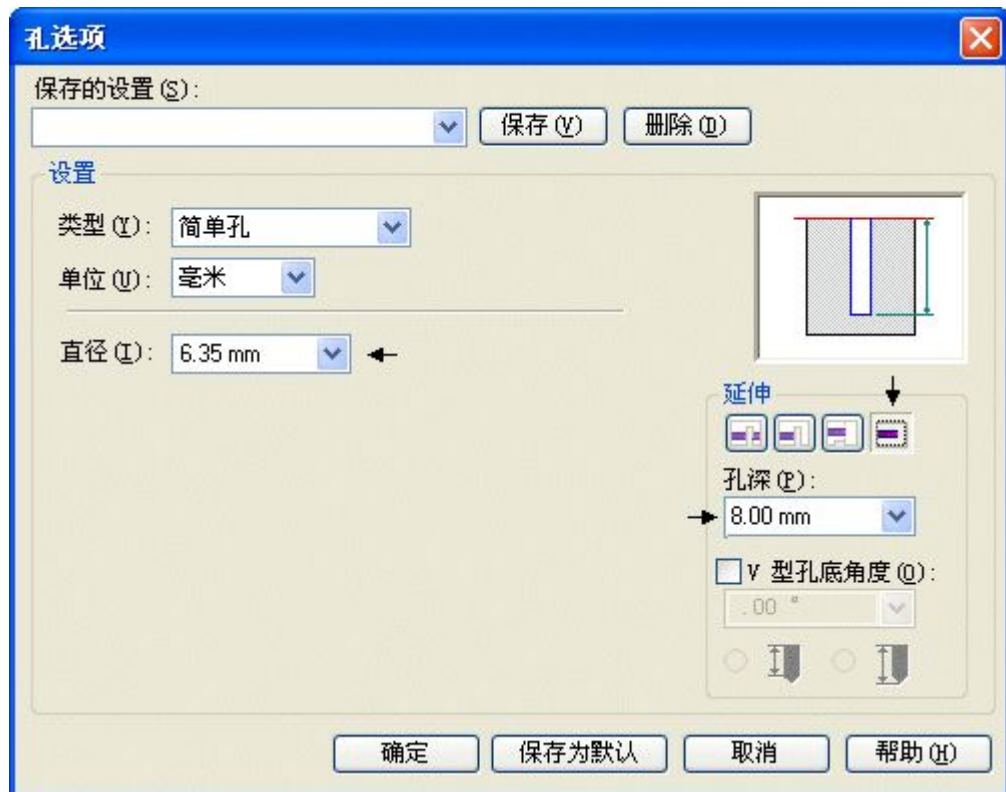 孔选项
保存的设置(S):
保存(V) 删除(D)
设置
类型(Y): 简单孔
单位(U): 毫米
直径(I): 6.35 mm
延伸
孔深(P):
8.00 mm
V 型孔底角度(O):
.00 °
确定 保存为默认 取消 帮助(H)